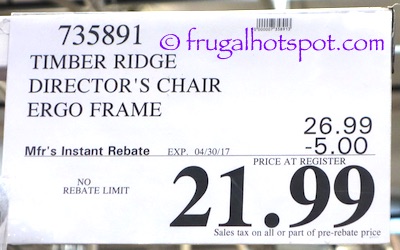 735891
© frugalhotspot.com
TIMBER RIDGE
DIRECTOR'S CHAIR
ERGO FRAME
26.99
Mfr's Instant Rebate EXP. 04/30/17 -5.00
PRICE AT REGISTER
NO
REBATE LIMIT
21.99
Sales tax on all or part of pre-rebate price